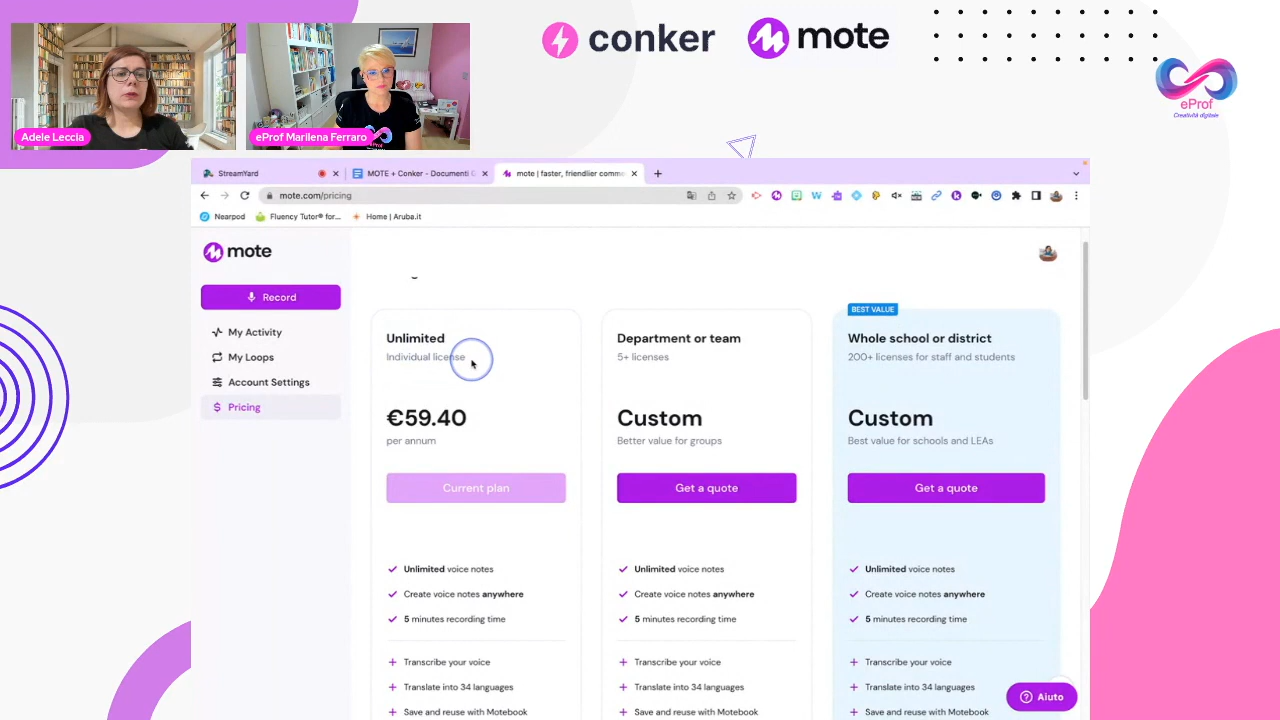 conker
mote
eProf
Creatività digitale
Adele Leccia
eProf Marilena Ferraro
StreamYard
MOTE + Conker - Documenti
mote | faster, friendlier comme
mote.com/pricing
Nearpod
Fluency Tutor® for...
Home | Aruba.it
mote
Record
My Activity
My Loops
Account Settings
Pricing
Unlimited
Individual license
€59.40
per annum
Current plan
Unlimited voice notes
Create voice notes anywhere
5 minutes recording time
Transcribe your voice
Translate into 34 languages
Save and reuse with Motebook
Department or team
5+ licenses
Custom
Better value for groups
Get a quote
Unlimited voice notes
Create voice notes anywhere
5 minutes recording time
Transcribe your voice
Translate into 34 languages
Save and reuse with Motebook
BEST VALUE
Whole school or district
200+ licenses for staff and students
Custom
Best value for schools and LEAs
Get a quote
Unlimited voice notes
Create voice notes anywhere
5 minutes recording time
Transcribe your voice
Translate into 34 languages
Save and reuse with Motebook
Aiuto